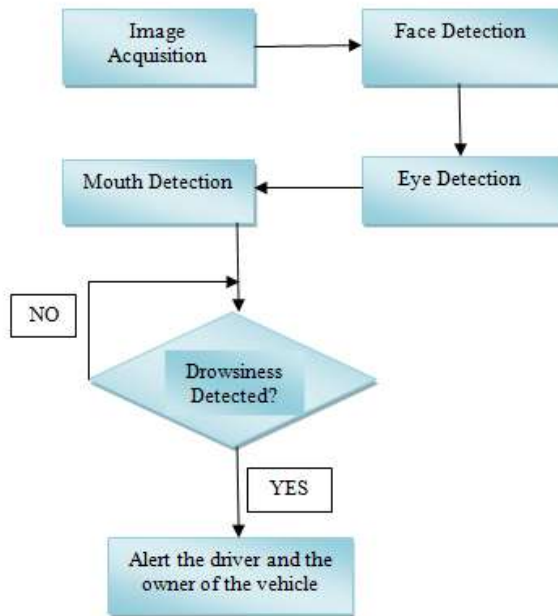 Image
Acquisition
Face Detection
Mouth Detection
Eye Detection
NO
Drowsiness
Detected?
YES
Alert the driver and the
owner of the vehicle